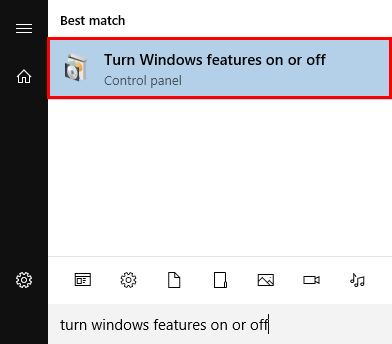 Best match
Turn Windows features on or off
Control panel
turn windows features on or off